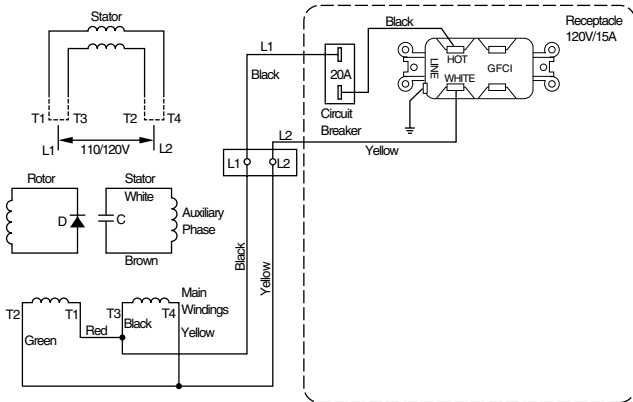 Stator
T1 T3 T2 T4
L1 110/120V L2
Rotor
D
Stator
White
C
Auxiliary
Phase
Brown
T2 T1 T3 T4
Main
Windings
Green
Red
Black
Yellow
L1
Black
L1 L2
L2
Yellow
Black
Yellow
20A
Circuit
Breaker
Black
HOT
LINE
WHITE
GFCI
Receptacle
120V/15A